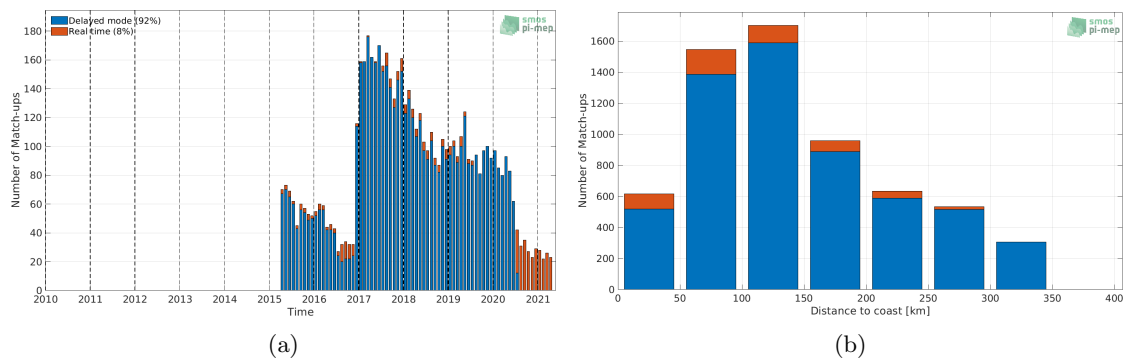 Delayed mode (92%)
Real time (8%)
smos
pi-mep
180
160
140
120
100
80
60
40
20
0
Number of Match-ups
2010 2011 2012 2013 2014 2015 2016 2017 2018 2019 2020 2021
Time
(a)
smos
pi-mep
1600
1400
1200
1000
800
600
400
200
0
Number of Match-ups
0 50 100 150 200 250 300 350 400
Distance to coast [km]
(b)